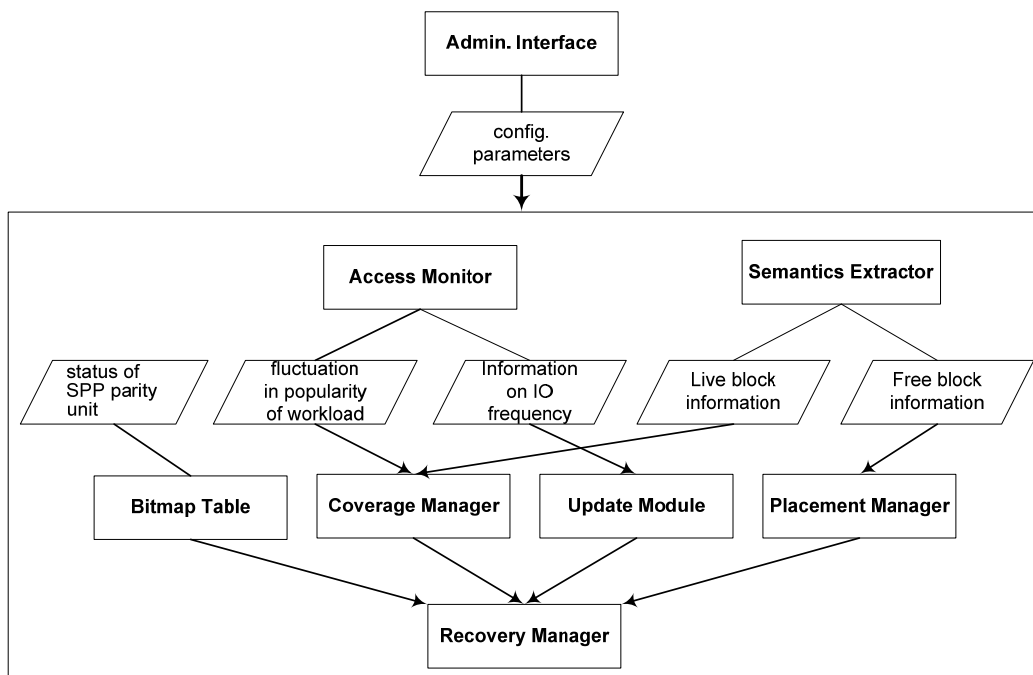 Admin. Interface
config.
parameters
Access Monitor
Semantics Extractor
status of
SPP parity
unit
fluctuation
in popularity
of workload
Information
on IO
frequency
Live block
information
Free block
information
Bitmap Table
Coverage Manager
Update Module
Placement Manager
Recovery Manager